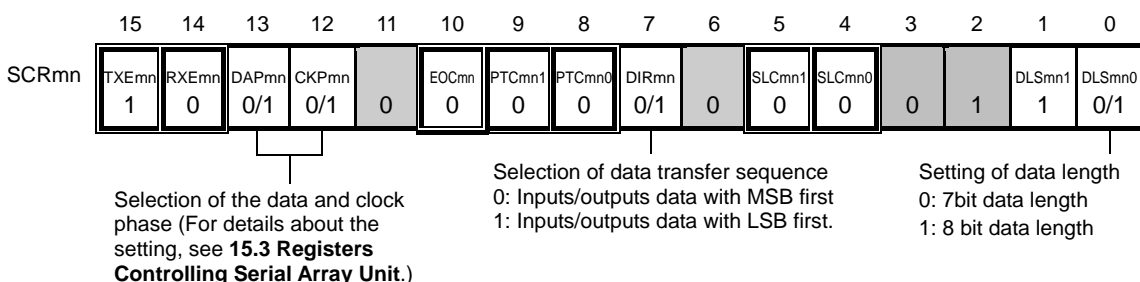 15 14 13 12 11 10 9 8 7 6 5 4 3 2 1 0
SCRmn TXEmn RXEmn DAPmn CKPmn EOCmn PTCmn1 PTCmn0 DIRmn SLCmn1 SLCmn0 DLSmn1 DLSmn0
1 0 0/1 0/1 0 0 0 0 0/1 0 0 0 0 1 1 0/1
Selection of the data and clock
phase (For details about the
setting, see 15.3 Registers
Controlling Serial Array Unit.)
Selection of data transfer sequence
0: Inputs/outputs data with MSB first
1: Inputs/outputs data with LSB first.
Setting of data length
0: 7bit data length
1: 8 bit data length